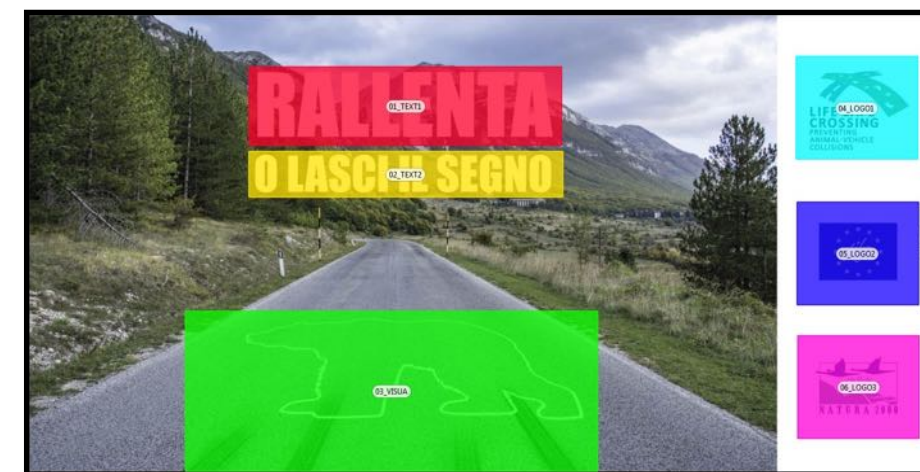 RALLENTA
01_TEXT1
O LASCI IL SEGNO
02_TEXT2
03_VISUA
04_LOGO1
LIFE
CROSSING
PREVENTING
ANIMAL-VEHICLE
COLLISIONS
05_LOGO2
06_LOGO3
NATURA 2000